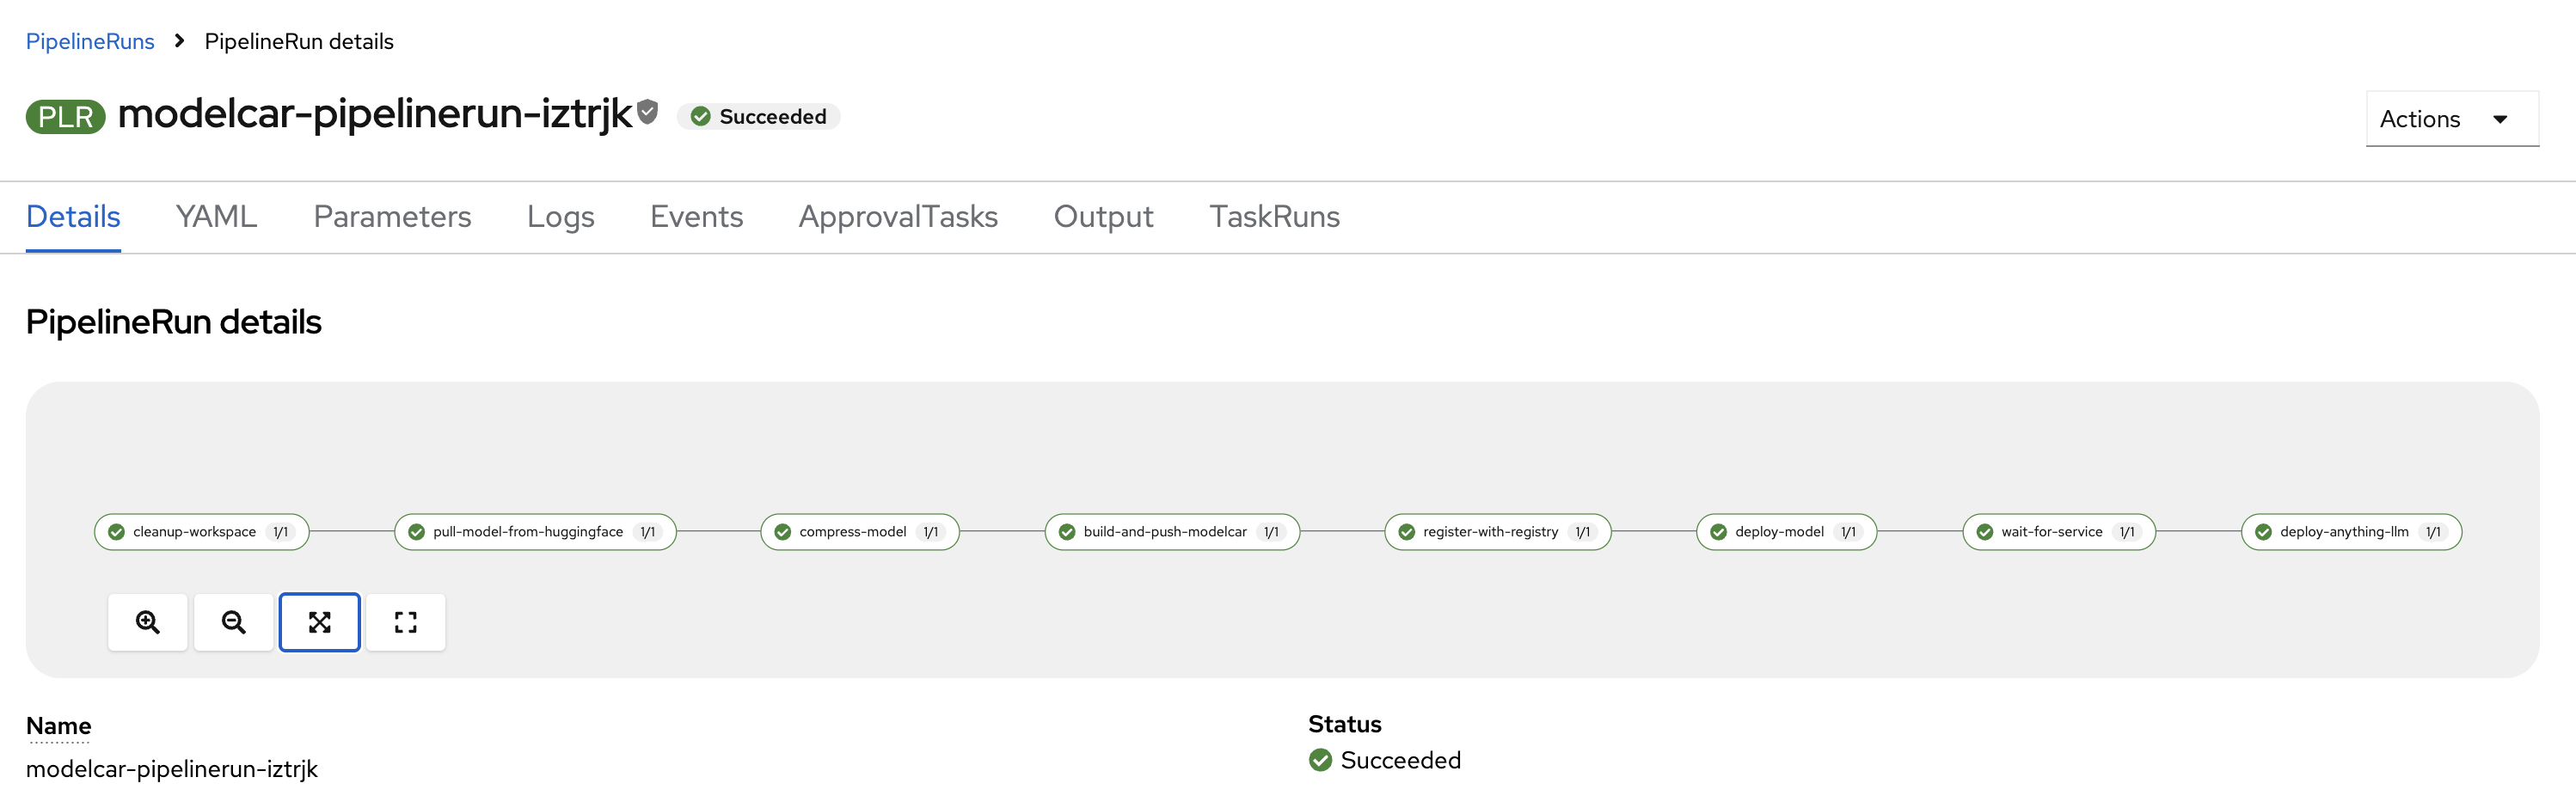 PipelineRuns > PipelineRun details
PLR modelcar-pipelinerun-iztrjk Succeeded
Actions
Details YAML Parameters Logs Events ApprovalTasks Output TaskRuns
PipelineRun details
cleanup-workspace 1/1 pull-model-from-huggingface 1/1 compress-model 1/1 build-and-push-modelcar 1/1 register-with-registry 1/1 deploy-model 1/1 wait-for-service 1/1 deploy-anything-llm 1/1
Name
modelcar-pipelinerun-iztrjk
Status
Succeeded